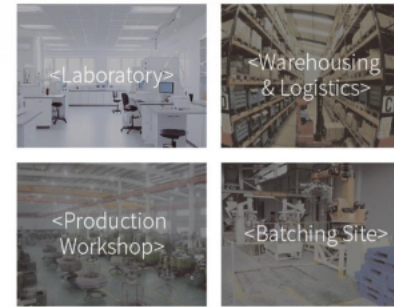 <Laboratory>
<Warehousing
& Logistics>
<Production
Workshop>
<Batching Site>